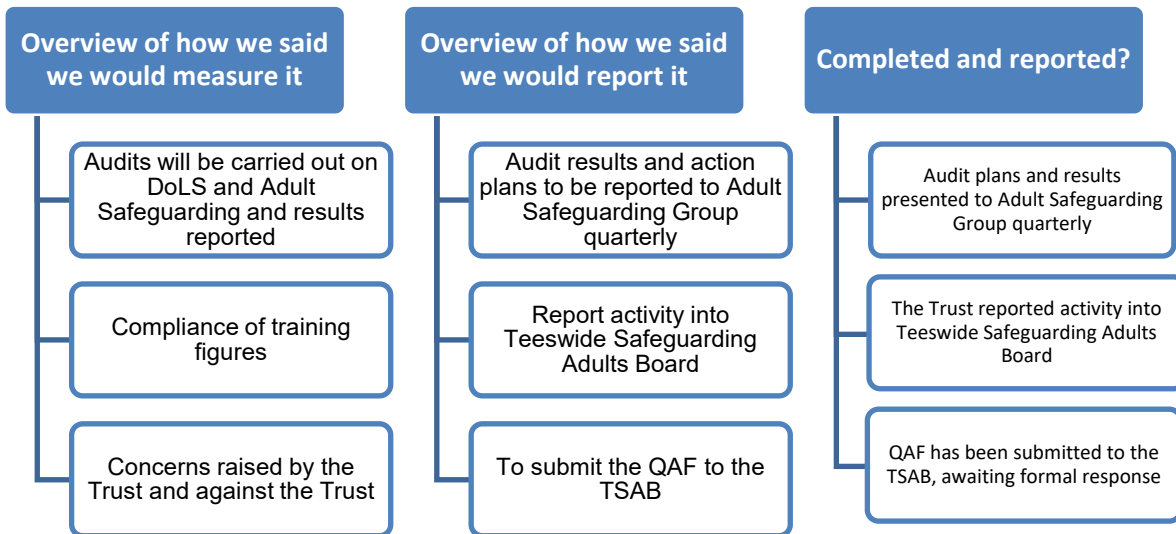 Overview of how we said
we would measure it
Audits will be carried out on
DoLS and Adult
Safeguarding and results
reported
Compliance of training
figures
Concerns raised by the
Trust and against the Trust
Overview of how we said
we would report it
Audit results and action
plans to be reported to Adult
Safeguarding Group
quarterly
Report activity into
Teeswide Safeguarding
Adults Board
To submit the QAF to the
TSAB
Completed and reported?
Audit plans and results
presented to Adult Safeguarding
Group quarterly
The Trust reported activity into
Teeswide Safeguarding Adults
Board
QAF has been submitted to the
TSAB, awaiting formal response